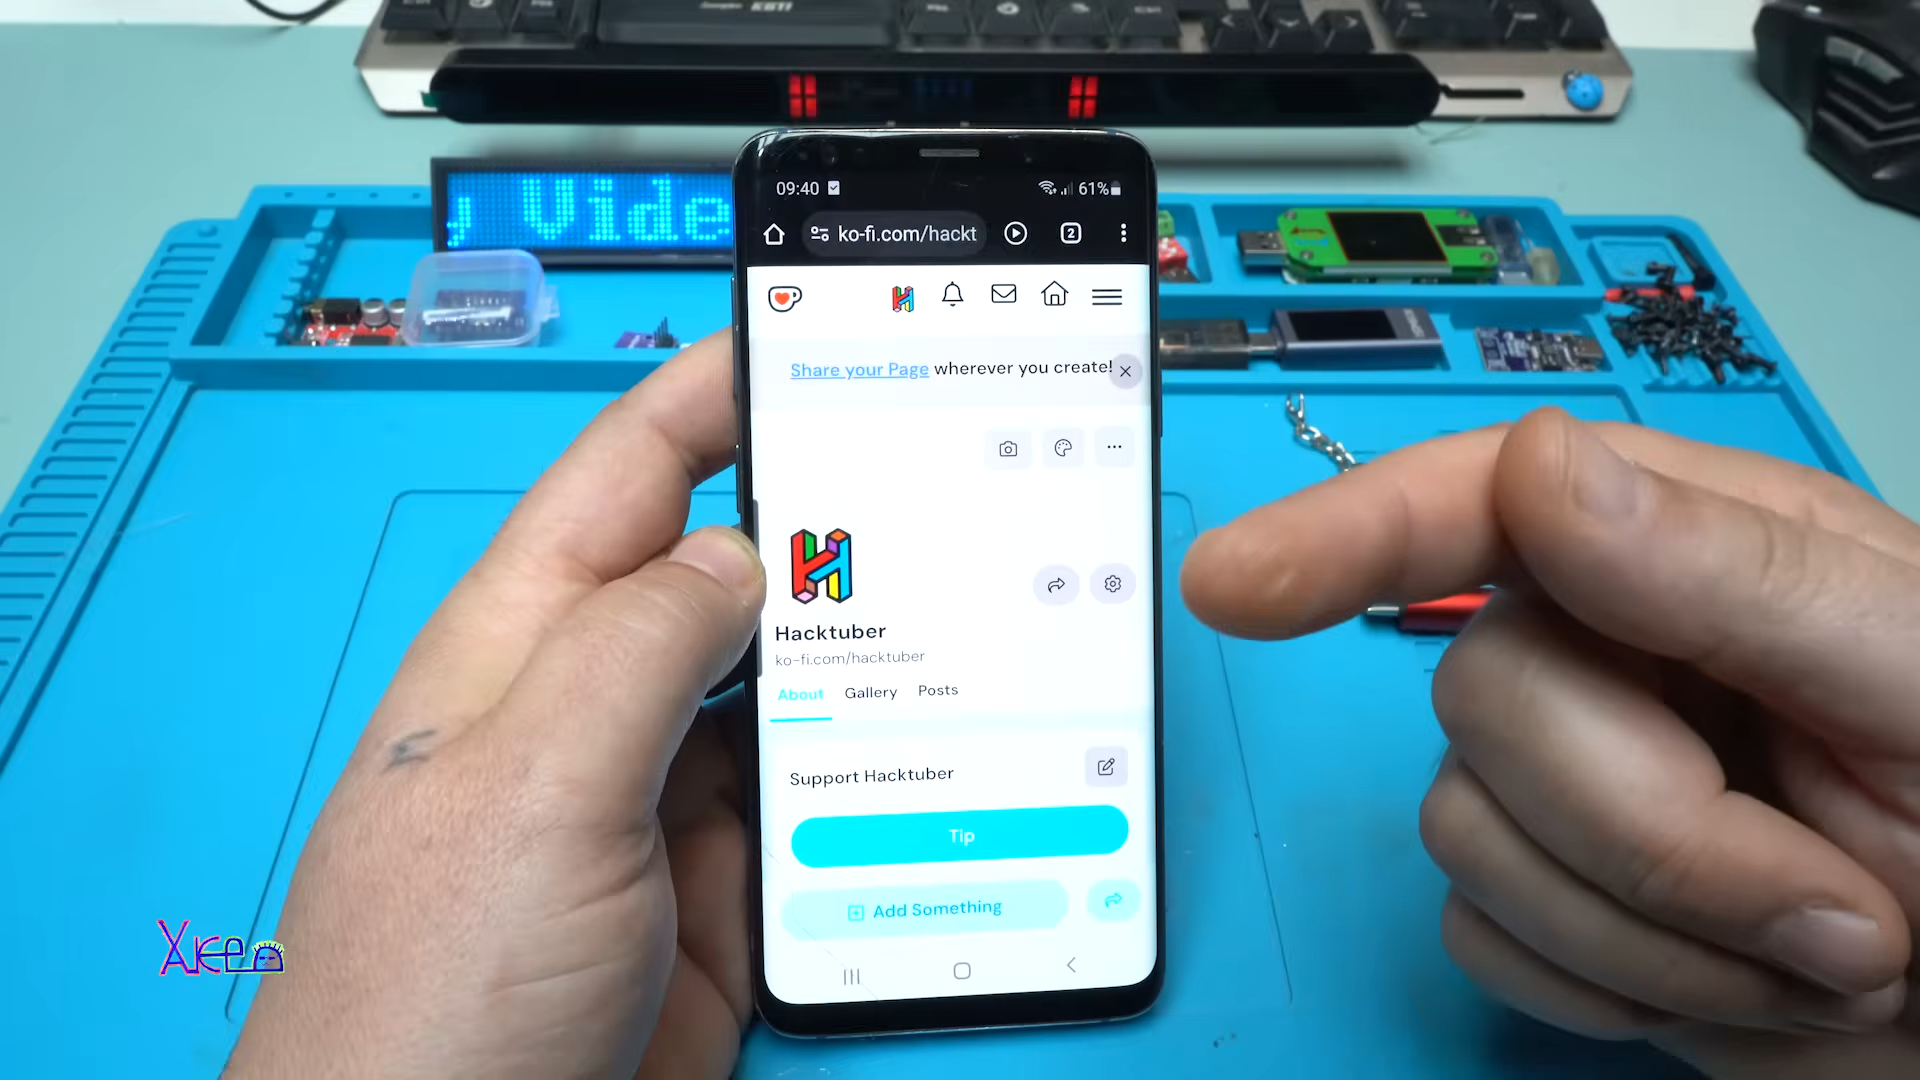 y Vide
09:40
61%
ko-fi.com/hackt
2
Share your Page wherever you create!
Hacktuber
ko-fi.com/hacktuber
About Gallery Posts
Support Hacktuber
Tip
Add Something